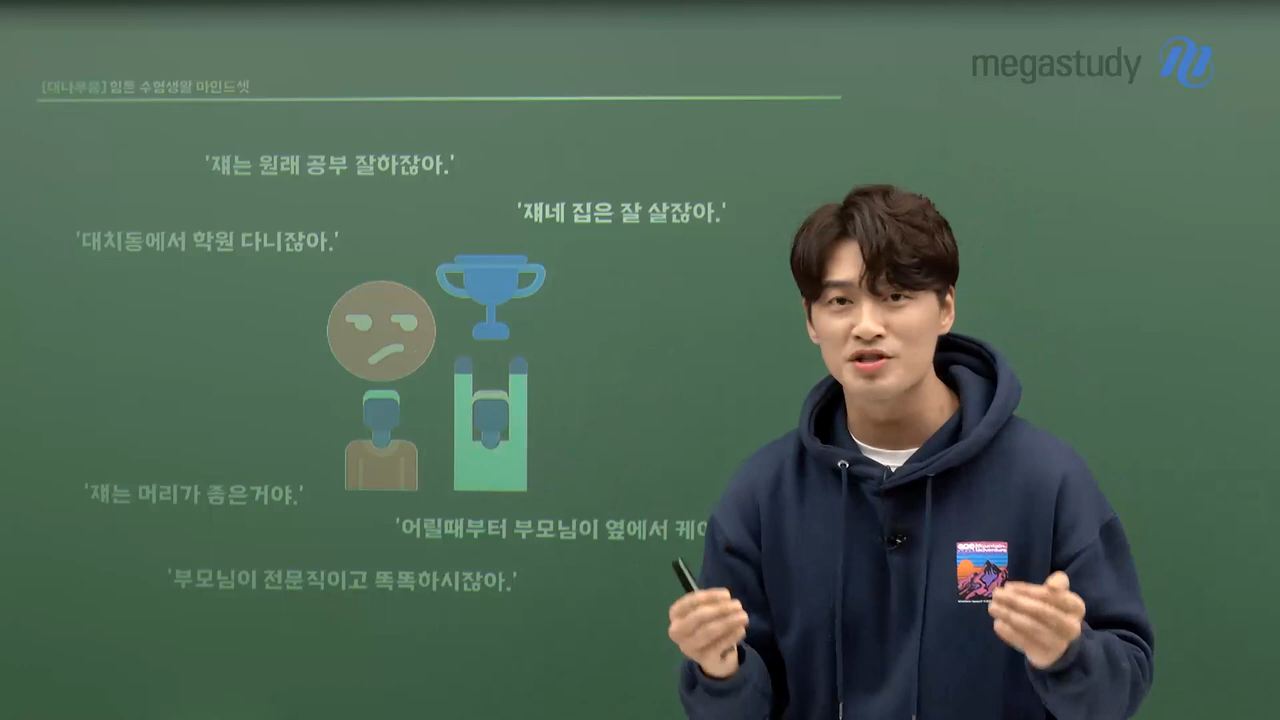 megastudy
[대나무숲] 힘튼 수험생활 마인드셋
'쟤는 원래 공부 잘하잖아.'
'쟤네 집은 잘 살잖아.'
'대치동에서 학원 다니잖아.'
'쟤는 머리가 좋은거야.'
'어릴때부터 부모님이 옆에서 케어
'부모님이 전문직이고 똑똑하시잖아.'